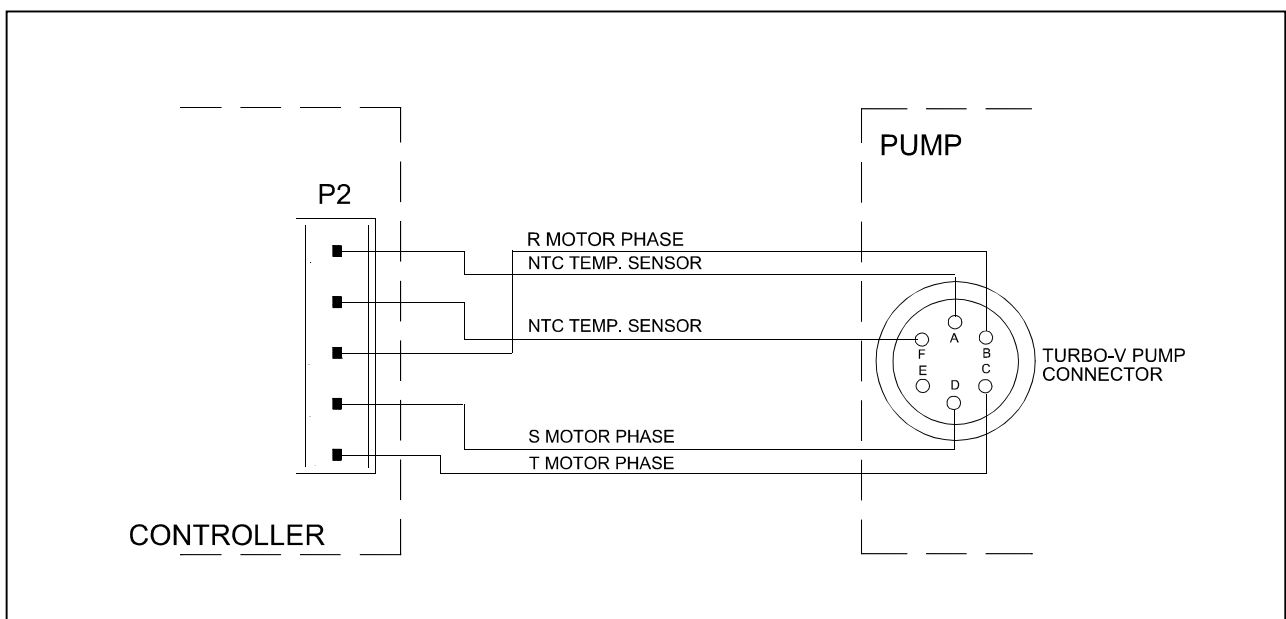 PUMP
P2
R MOTOR PHASE
NTC TEMP. SENSOR
NTC TEMP. SENSOR
A
F
B
E
C
D
TURBO-V PUMP
CONNECTOR
S MOTOR PHASE
T MOTOR PHASE
CONTROLLER